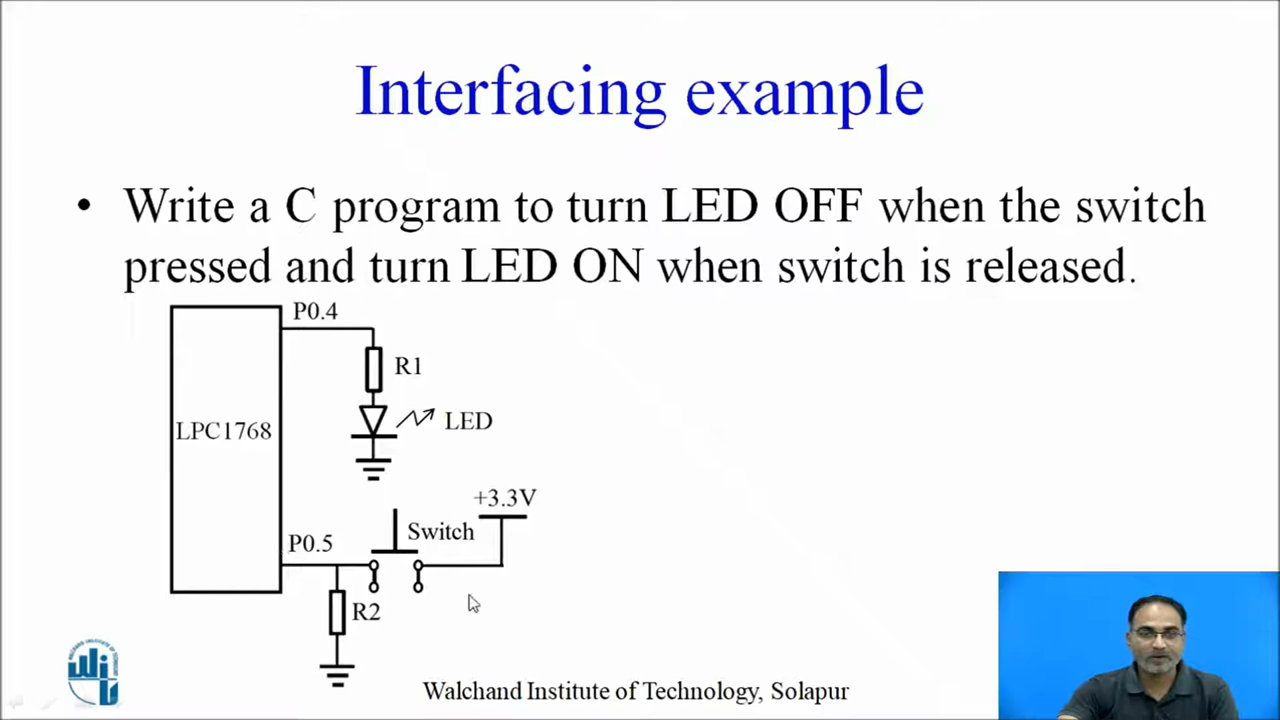 Interfacing example
• Write a C program to turn LED OFF when the switch
pressed and turn LED ON when switch is released.
P0.4
R1
LPC1768
LED
+3.3V
Switch
P0.5
R2
Walchand Institute of Technology, Solapur